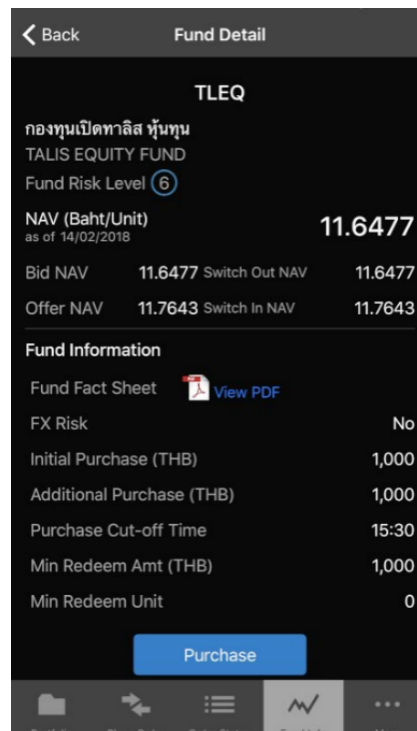 Back Fund Detail
TLEQ
กองทุนเปิดทาลิส หุ้นทุน
TALIS EQUITY FUND
Fund Risk Level 6
NAV (Baht/Unit) 11.6477
as of 14/02/2018
Bid NAV 11.6477 Switch Out NAV 11.6477
Offer NAV 11.7643 Switch In NAV 11.7643
Fund Information
Fund Fact Sheet View PDF
FX Risk No
Initial Purchase (THB) 1,000
Additional Purchase (THB) 1,000
Purchase Cut-off Time 15:30
Min Redeem Amt (THB) 1,000
Min Redeem Unit 0
Purchase